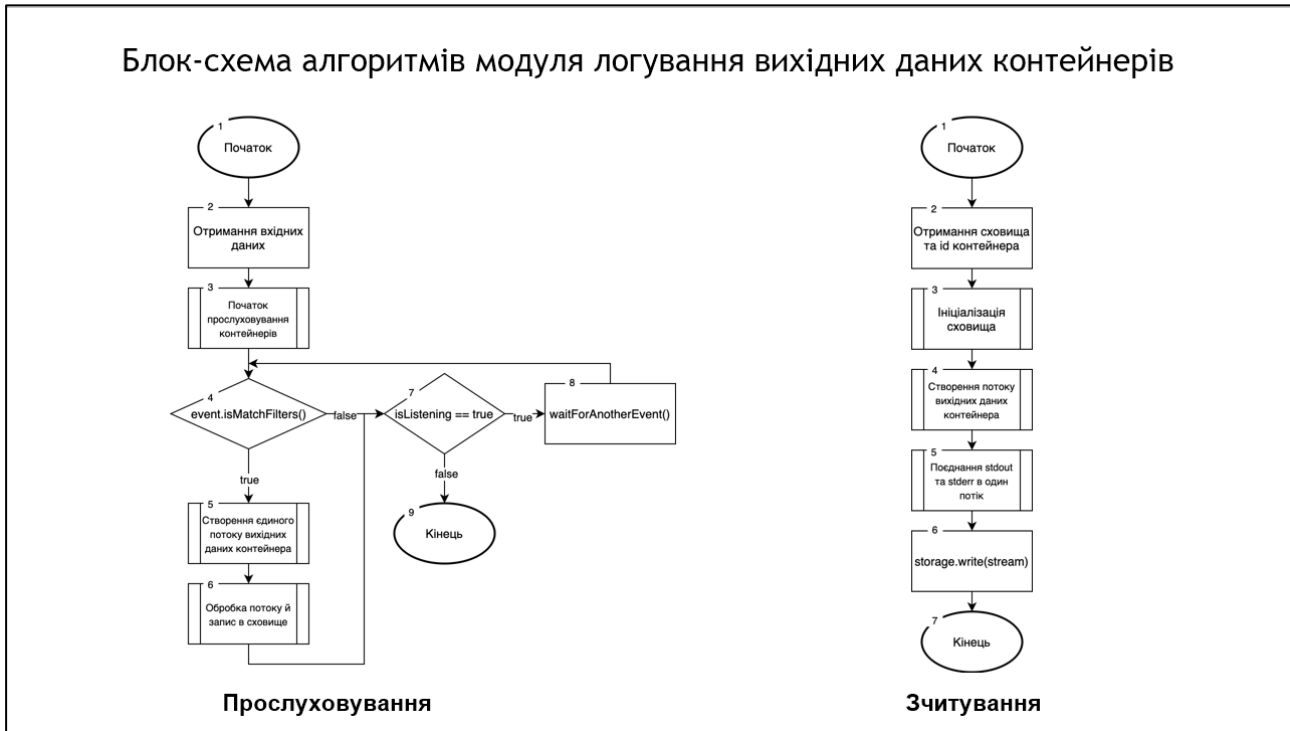 Блок-схема алгоритмів модуля логування вихідних даних контейнерів
1
Початок
2
Отримання вхідних
даних
3
Початок
прослуховування
контейнерів
4
event.isMatchFilters()
false
7
isListening == true
true
8
waitForAnotherEvent()
true
false
5
Створення єдиного
потоку вихідних
даних контейнера
9
Кінець
6
Обробка потоку й
запис в сховище
Прослуховування
1
Початок
2
Отримання сховища
та id контейнера
3
Ініціалізація
сховища
4
Створення потоку
вихідних даних
контейнера
5
Поєднання stdout
та stderr в один
потік
6
storage.write(stream)
7
Кінець
Зчитування